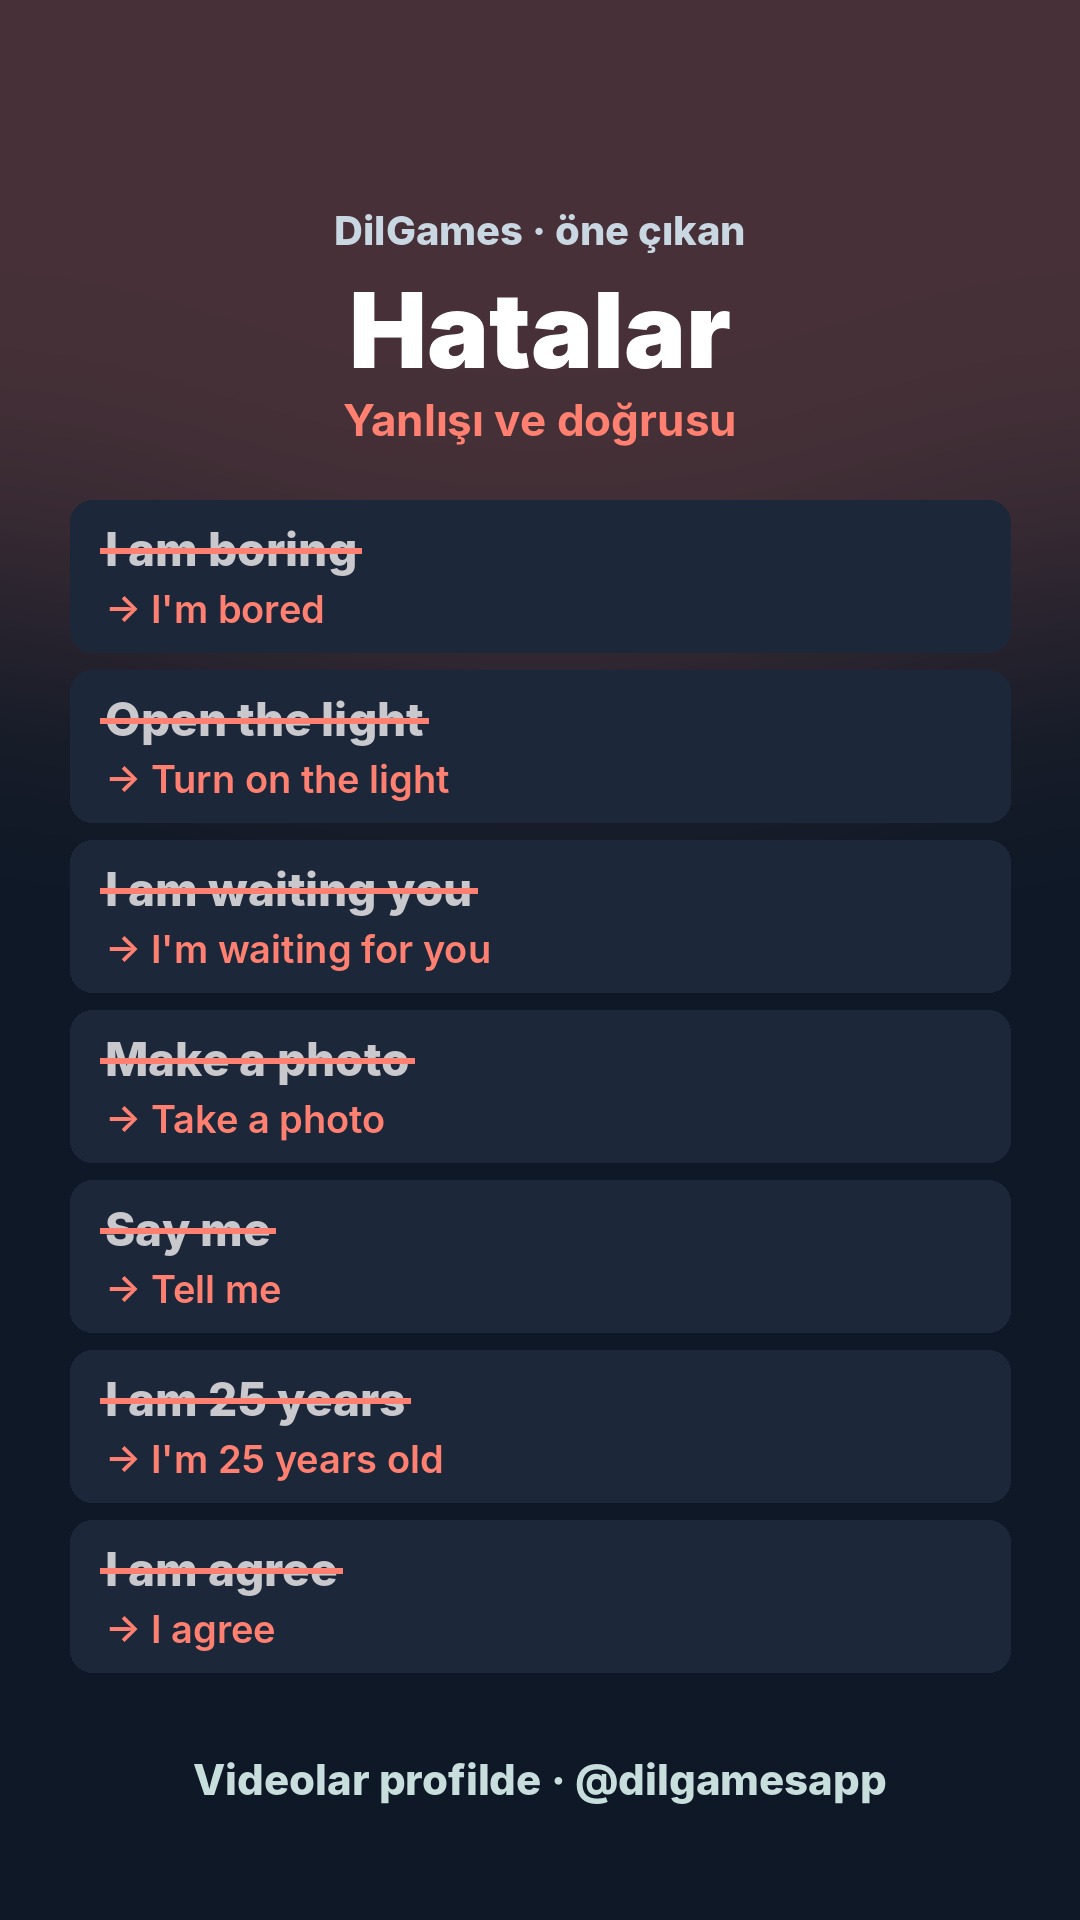 DilGames · öne çıkan
Hatalar
Yanlışı ve doğrusu
I am boring
→ I'm bored
Open the light
→ Turn on the light
I am waiting you
→ I'm waiting for you
Make a photo
→ Take a photo
Say me
→ Tell me
I am 25 years
→ I'm 25 years old
I am agree
→ I agree
Videolar profilde · @dilgamesapp